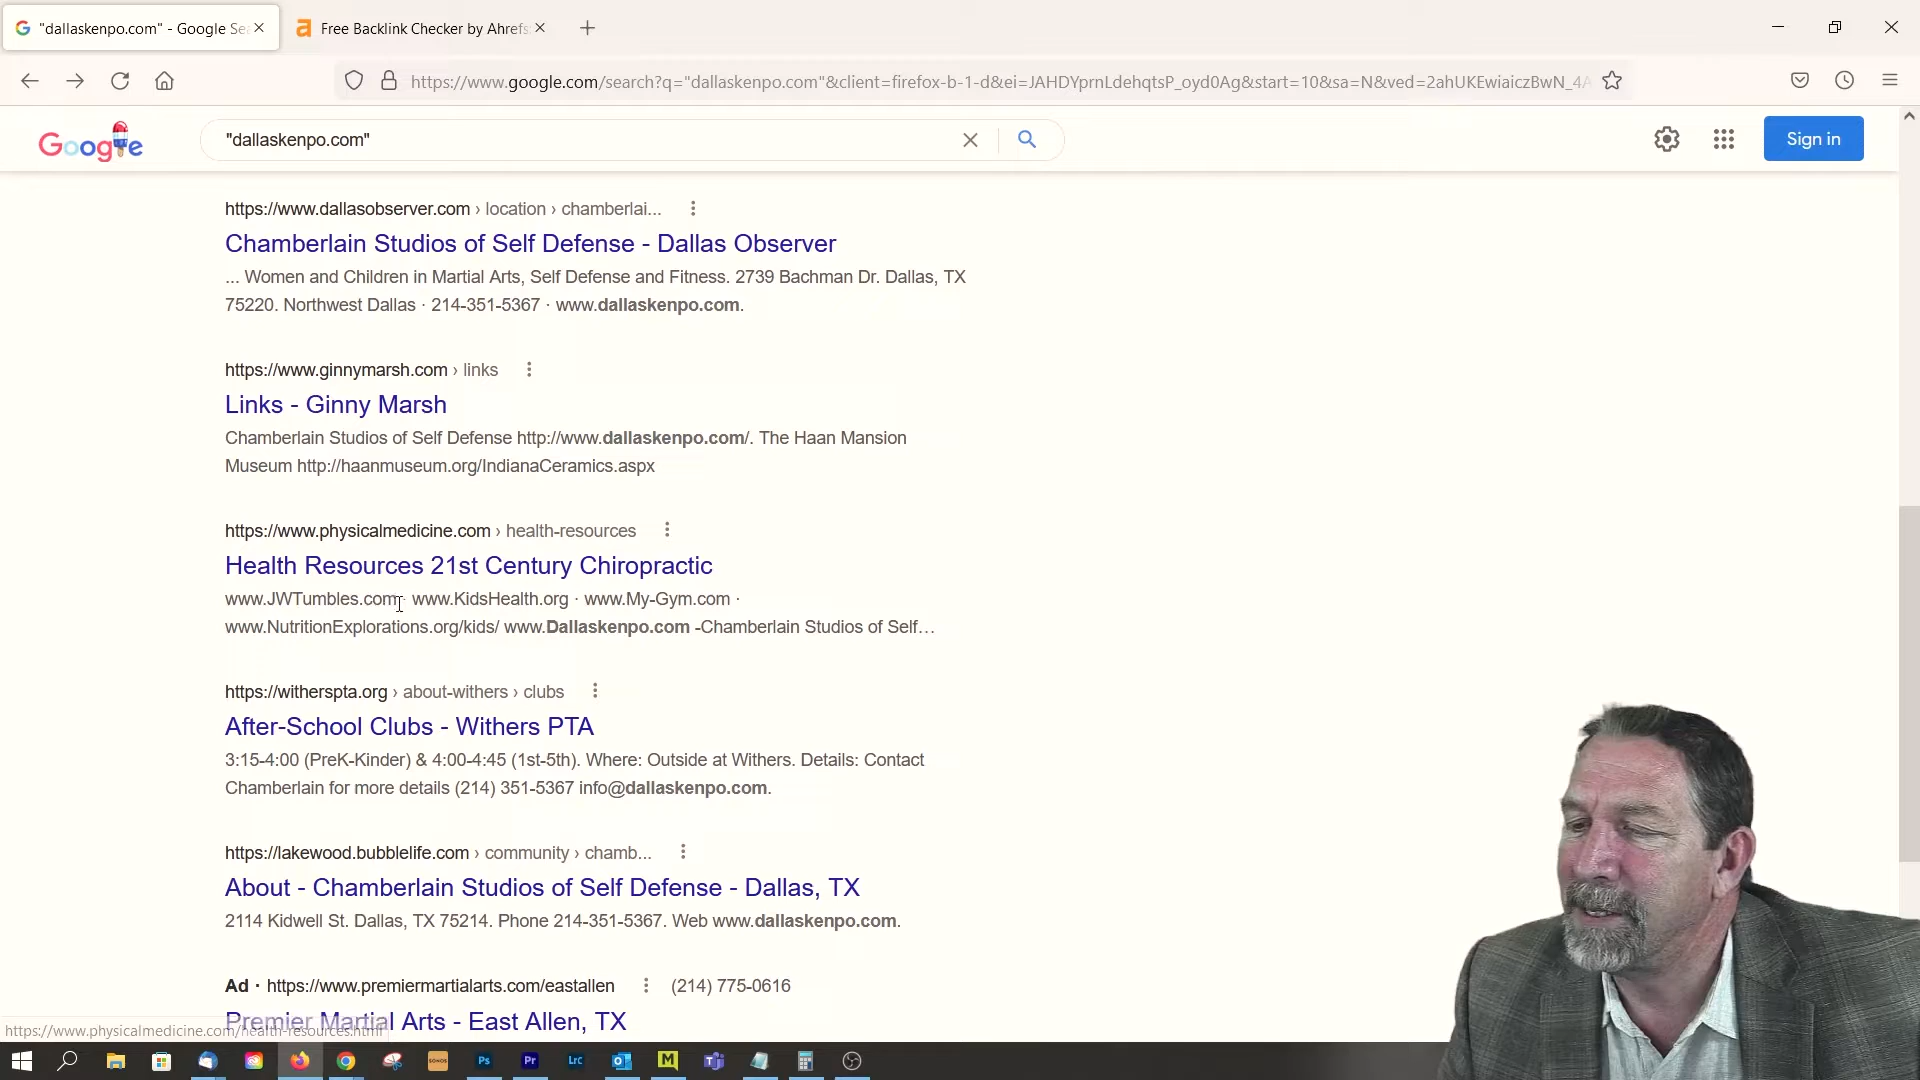 "dallaskenpo.com" - Google Se
Free Backlink Checker by Ahrefs:
https://www.google.com/search?q="dallaskenpo.com"&client=firefox-b-1-d&ei=JAHDYprnLdehqtsP_oyd0Ag&start=10&sa=N&ved=2ahUKEwiaiczBwN_4A
Google
"dallaskenpo.com"
Sign in
https://www.dallasobserver.com › location › chamberlai...
Chamberlain Studios of Self Defense - Dallas Observer
... Women and Children in Martial Arts, Self Defense and Fitness. 2739 Bachman Dr. Dallas, TX
75220. Northwest Dallas · 214-351-5367 · www.dallaskenpo.com.
https://www.ginnymarsh.com › links
Links - Ginny Marsh
Chamberlain Studios of Self Defense http://www.dallaskenpo.com/. The Haan Mansion
Museum http://haanmuseum.org/IndianaCeramics.aspx
https://www.physicalmedicine.com › health-resources
Health Resources 21st Century Chiropractic
www.JWTumbles.com · www.KidsHealth.org · www.My-Gym.com ·
www.NutritionExplorations.org/kids/ www.Dallaskenpo.com -Chamberlain Studios of Self…
https://witherspta.org › about-withers › clubs
After-School Clubs - Withers PTA
3:15-4:00 (PreK-Kinder) & 4:00-4:45 (1st-5th). Where: Outside at Withers. Details: Contact
Chamberlain for more details (214) 351-5367 info@dallaskenpo.com.
https://lakewood.bubblelife.com › community › chamb...
About - Chamberlain Studios of Self Defense - Dallas, TX
2114 Kidwell St. Dallas, TX 75214. Phone 214-351-5367. Web www.dallaskenpo.com.
Ad · https://www.premiermartialarts.com/eastallen (214) 775-0616
Premier Martial Arts - East Allen, TX
https://www.physicalmedicine.com/health-resources.html
SONOS
Ps
Pr
Lrc
M